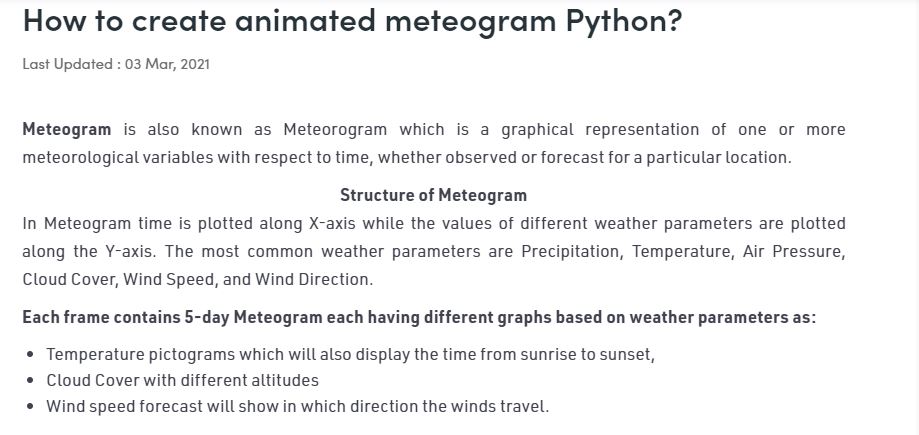 How to create animated meteogram Python?
Last Updated : 03 Mar, 2021
Meteogram is also known as Meteorogram which is a graphical representation of one or more
meteorological variables with respect to time, whether observed or forecast for a particular location.
Structure of Meteogram
In Meteogram time is plotted along X-axis while the values of different weather parameters are plotted
along the Y-axis. The most common weather parameters are Precipitation, Temperature, Air Pressure,
Cloud Cover, Wind Speed, and Wind Direction.
Each frame contains 5-day Meteogram each having different graphs based on weather parameters as:
• Temperature pictograms which will also display the time from sunrise to sunset,
• Cloud Cover with different altitudes
• Wind speed forecast will show in which direction the winds travel.